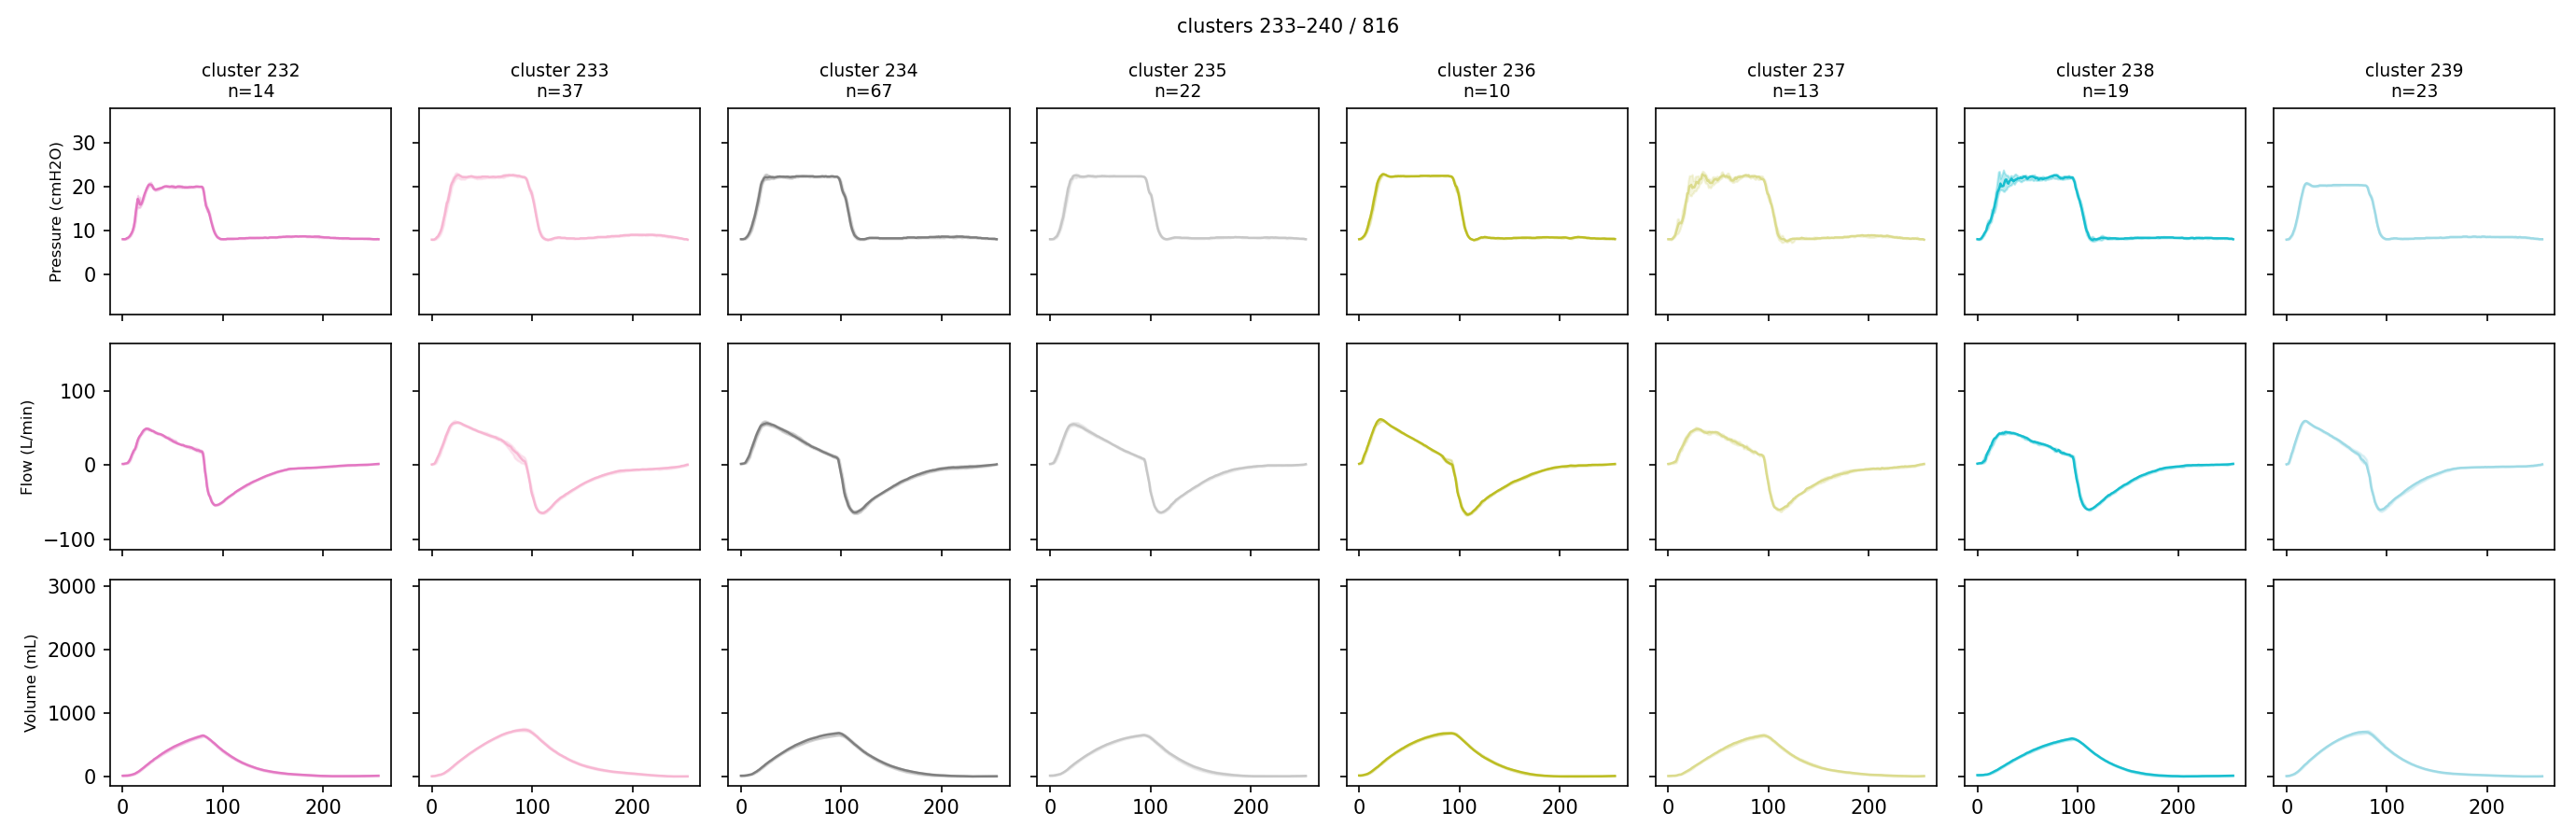 clusters 233–240 / 816
cluster 232
n=14
cluster 233
n=37
cluster 234
n=67
cluster 235
n=22
cluster 236
n=10
cluster 237
n=13
cluster 238
n=19
cluster 239
n=23
Pressure (cmH2O)
30
20
10
0
Flow (L/min)
100
0
−100
Volume (mL)
3000
2000
1000
0
0 100 200
0 100 200
0 100 200
0 100 200
0 100 200
0 100 200
0 100 200
0 100 200